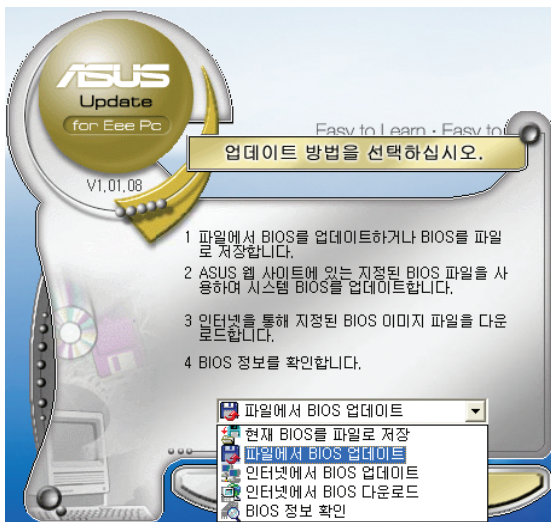 ASUS
Update
for Eee Pc
V1.01.08
Easy to Learn · Easy to
업데이트 방법을 선택하십시오.
1 파일에서 BIOS를 업데이트하거나 BIOS를 파일
로 저장합니다.
2 ASUS 웹 사이트에 있는 지정된 BIOS 파일을 사
용하여 시스템 BIOS를 업데이트합니다.
3 인터넷을 통해 지정된 BIOS 이미지 파일을 다운
로드합니다.
4 BIOS 정보를 확인합니다.
파일에서 BIOS 업데이트
현재 BIOS를 파일로 저장
파일에서 BIOS 업데이트
인터넷에서 BIOS 업데이트
인터넷에서 BIOS 다운로드
BIOS 정보 확인